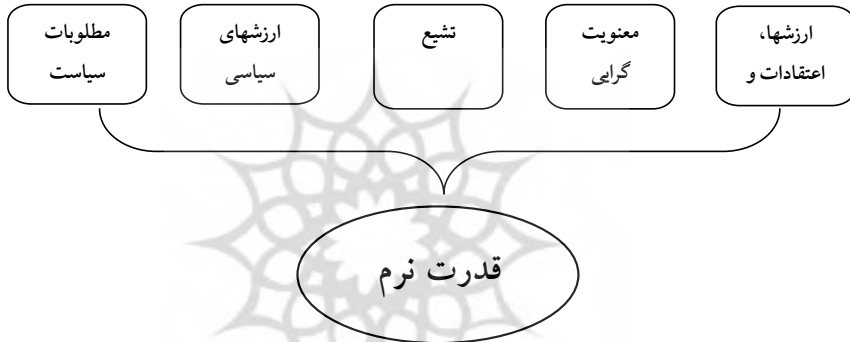 ارزشها،
اعتقادات و
معنویت
گرایی
تشیع
ارزشهای
سیاسی
مطلوبات
سیاست
قدرت نرم